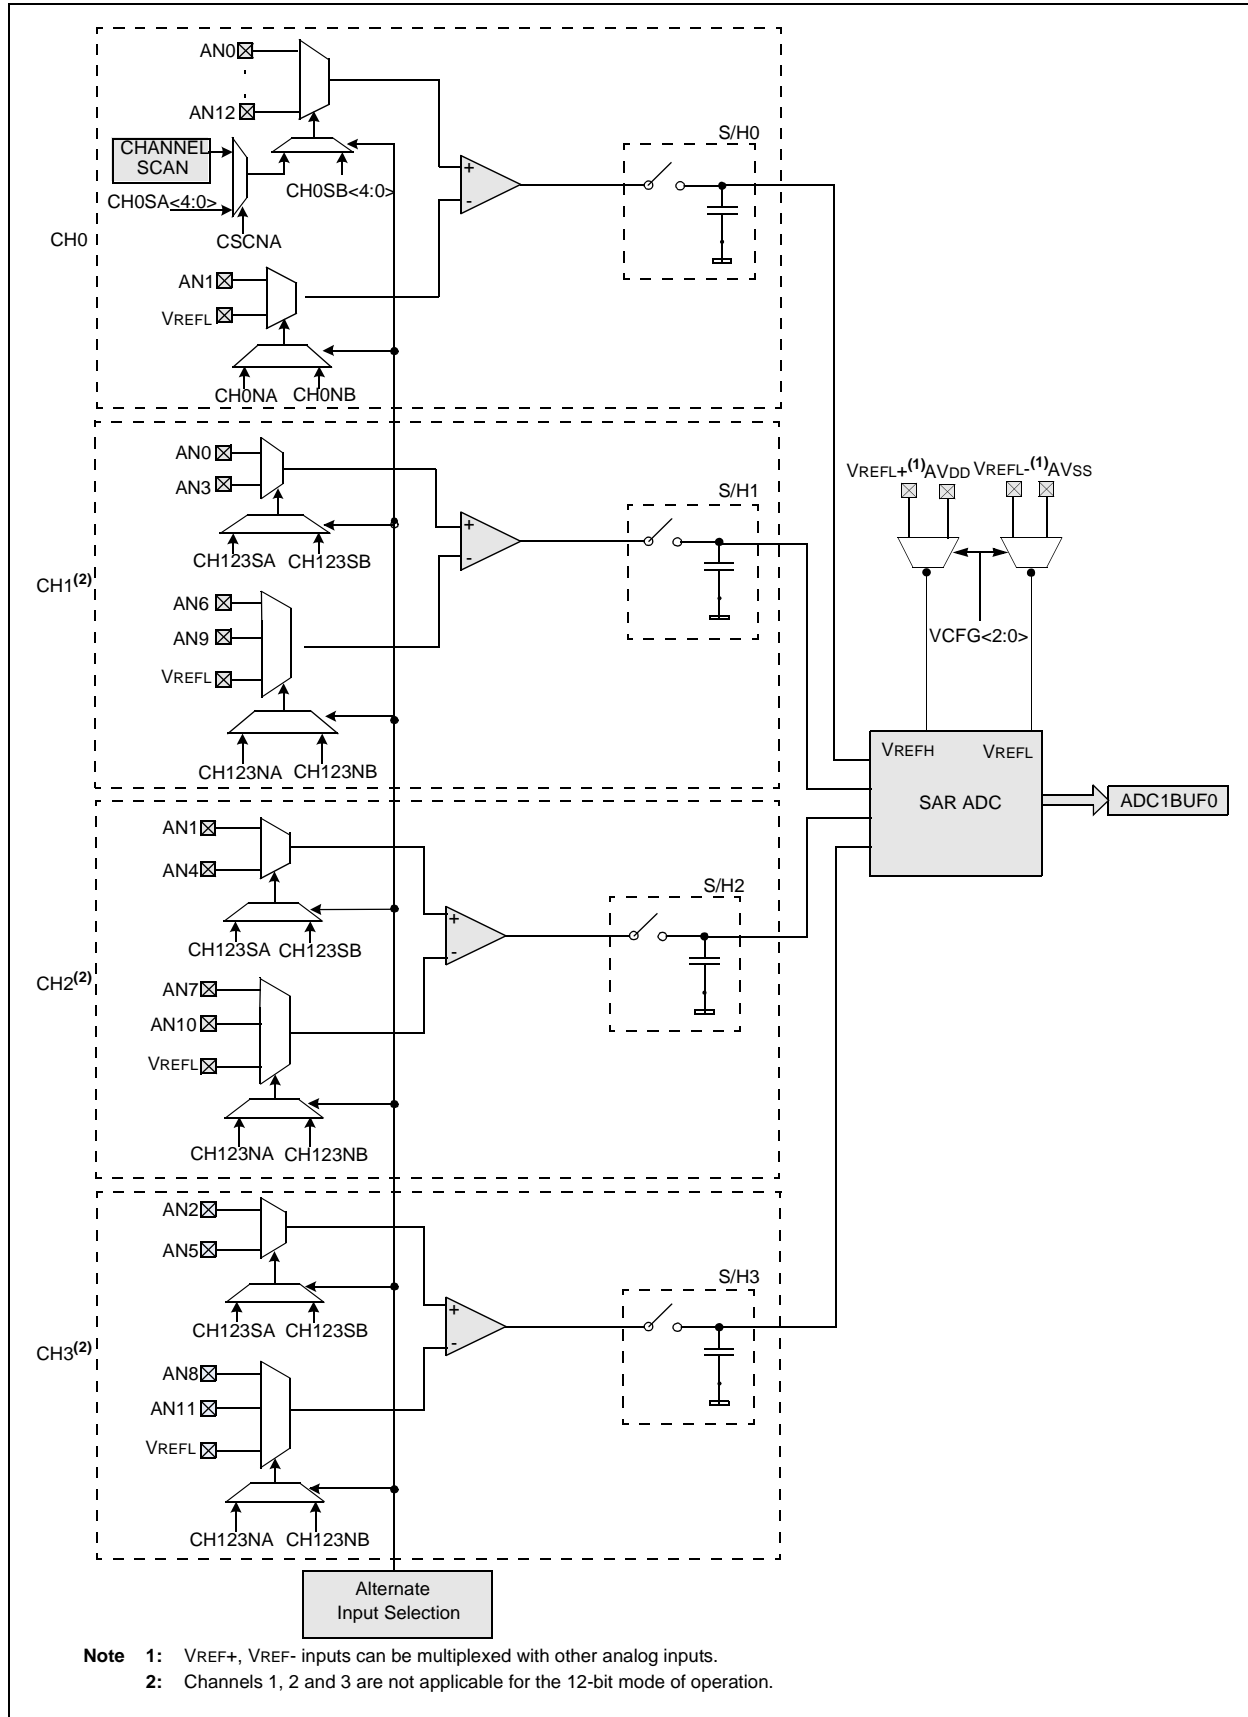 AN0
AN12
CHANNEL
SCAN
CH0SA<4:0>
CH0SB<4:0>
CSCNA
CH0
AN1
VREFL
CH0NA CH0NB
+
-
S/H0
AN0
AN3
CH123SA CH123SB
CH1(2)
AN6
AN9
VREFL
CH123NA CH123NB
+
-
S/H1
VREFL+(1) AVDD VREFL-(1) AVSS
VCFG<2:0>
VREFH VREFL
SAR ADC
ADC1BUF0
AN1
AN4
CH123SA CH123SB
CH2(2)
AN7
AN10
VREFL
CH123NA CH123NB
+
-
S/H2
AN2
AN5
CH123SA CH123SB
CH3(2)
AN8
AN11
VREFL
CH123NA CH123NB
+
-
S/H3
Alternate
Input Selection
Note 1: VREF+, VREF- inputs can be multiplexed with other analog inputs.
2: Channels 1, 2 and 3 are not applicable for the 12-bit mode of operation.